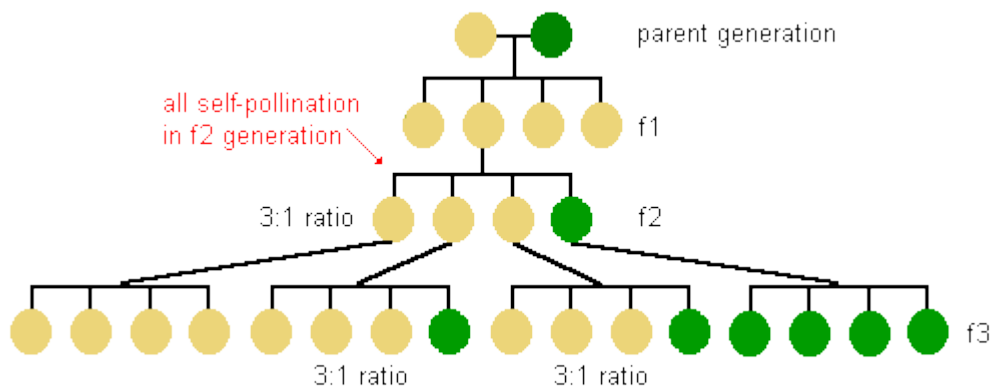 parent generation
all self-pollination
in f2 generation
f1
3:1 ratio
f2
f3
3:1 ratio
3:1 ratio